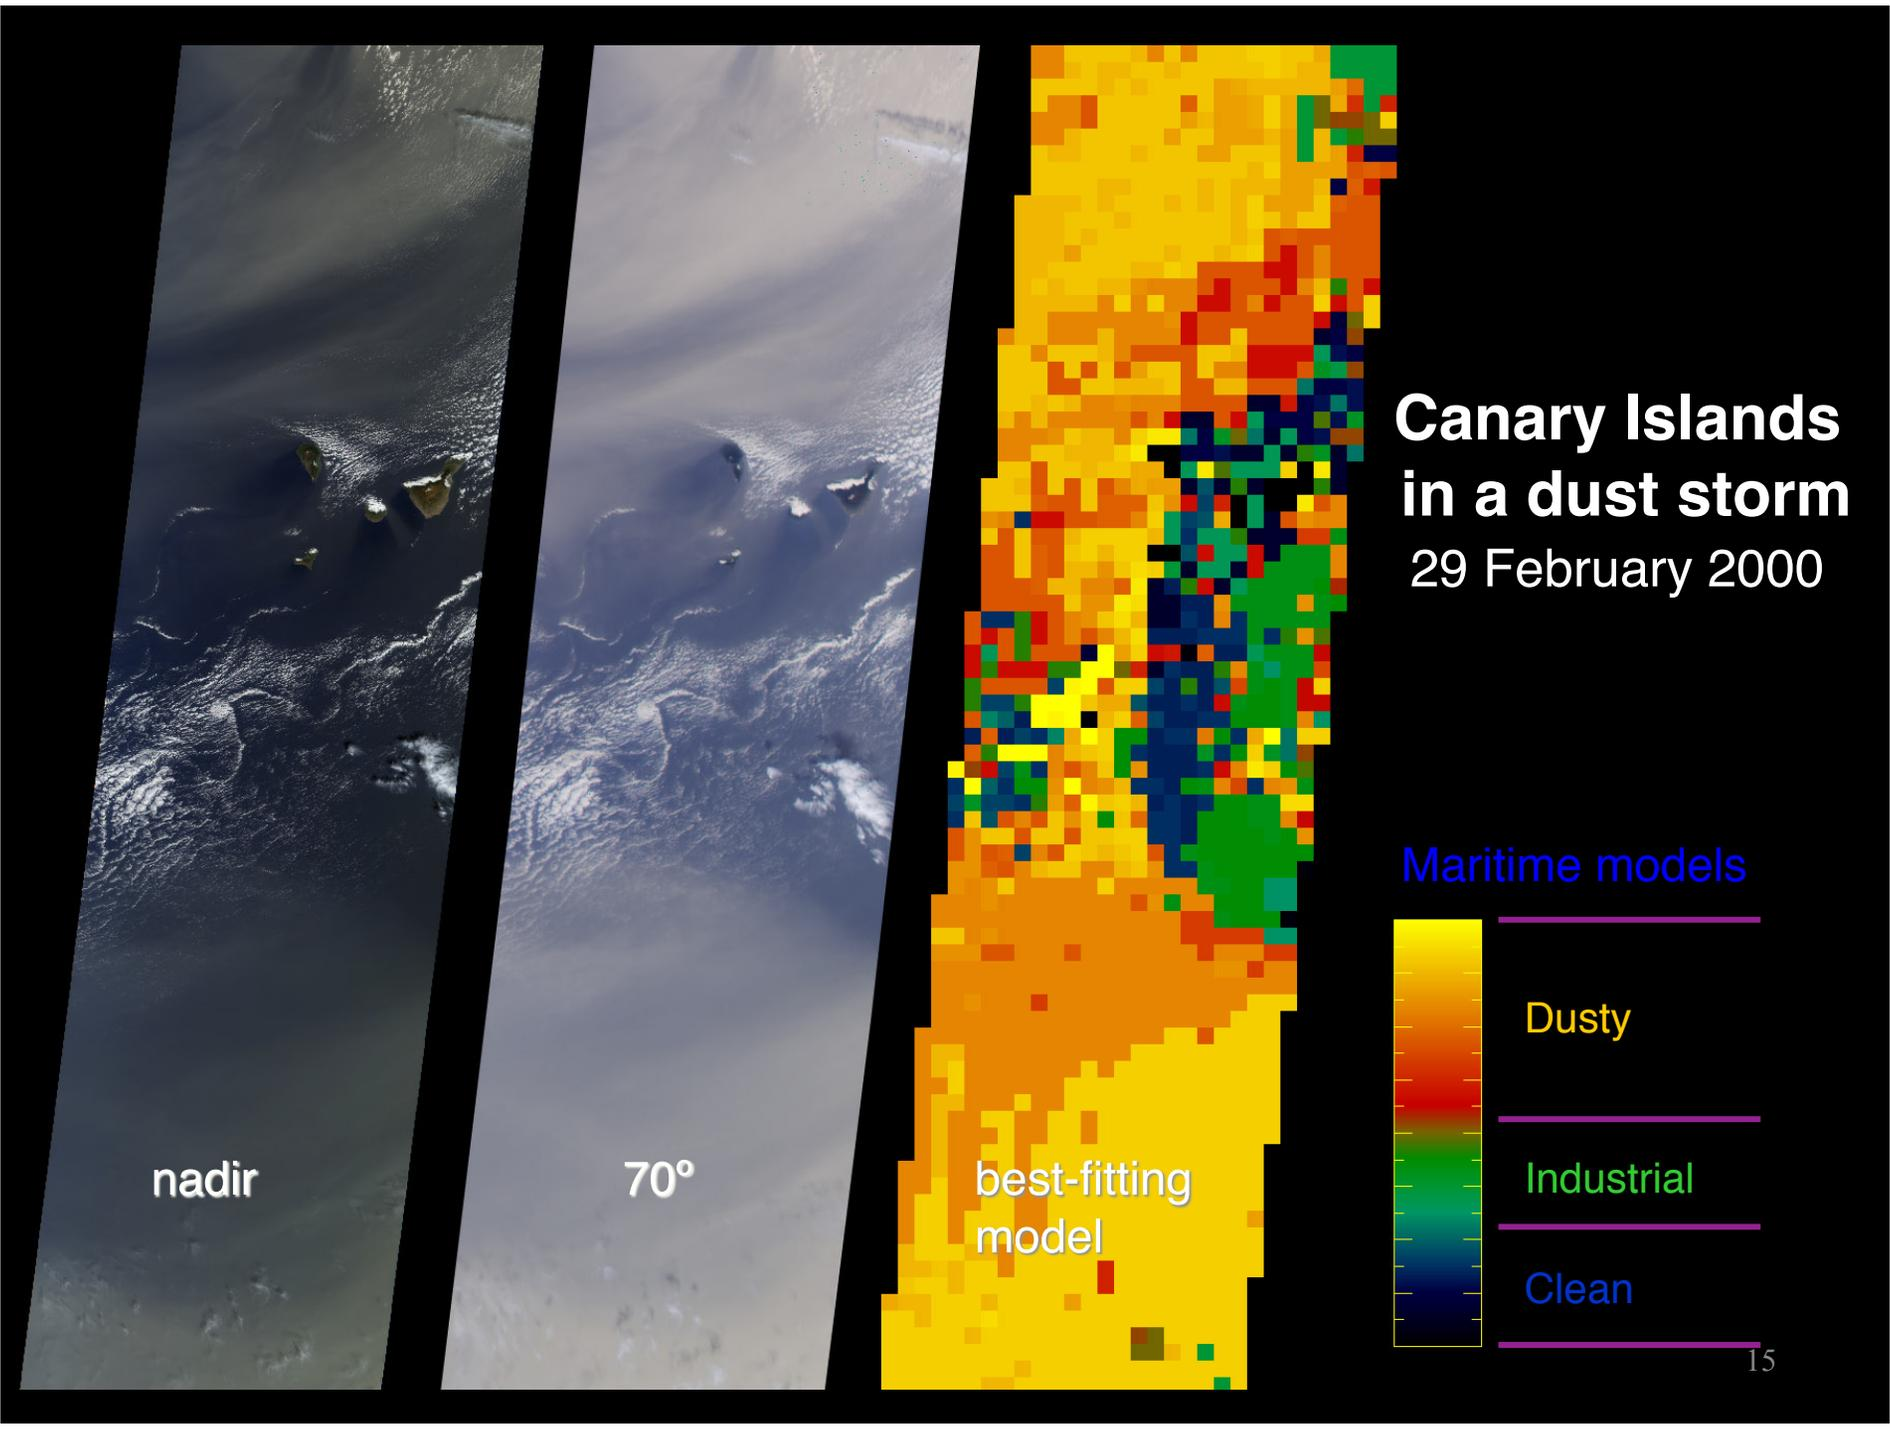 Canary Islands
in a dust storm
29 February 2000
Maritime models
Dusty
Industrial
Clean
nadir
70º
best-fitting
model
15